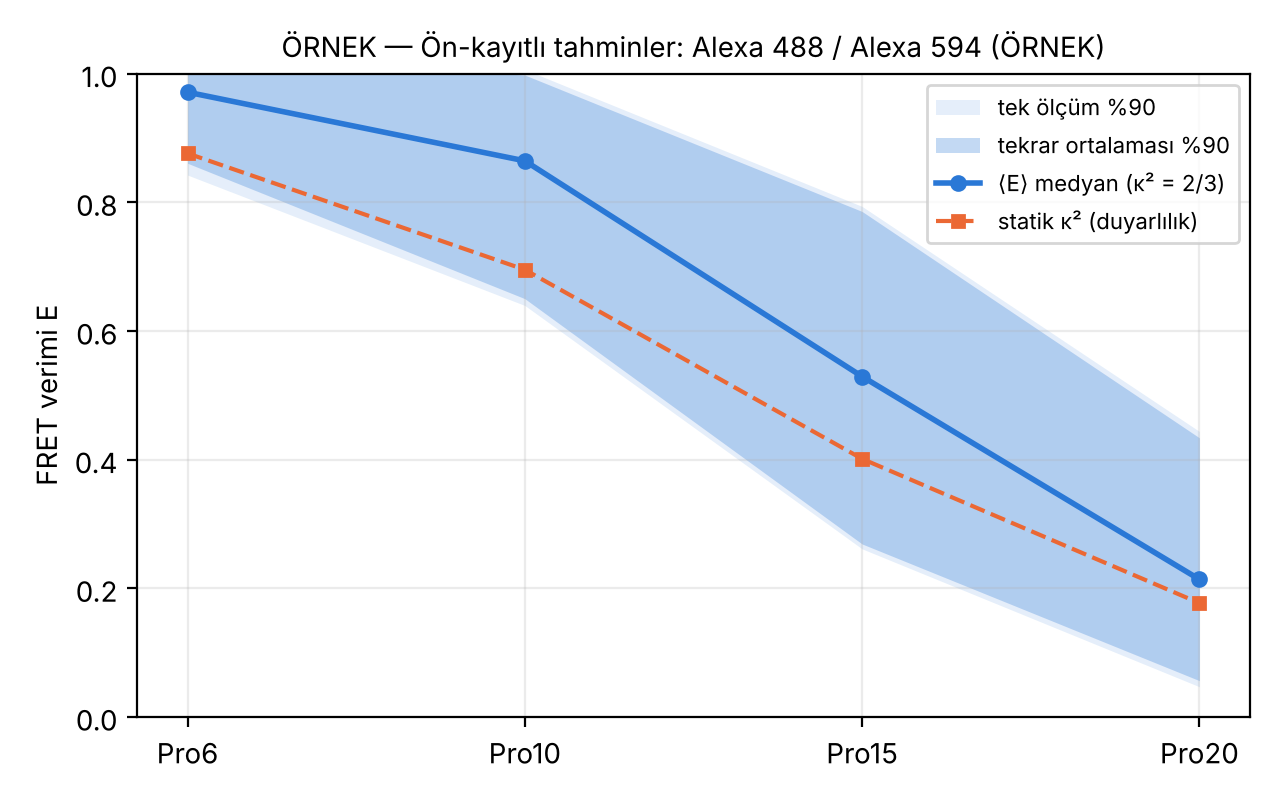 ÖRNEK — Ön-kayıtlı tahminler: Alexa 488 / Alexa 594 (ÖRNEK)
tek ölçüm %90
tekrar ortalaması %90
⟨E⟩ medyan (κ² = 2/3)
statik κ² (duyarlılık)
FRET verimi E
1.0
0.8
0.6
0.4
0.2
0.0
Pro6 Pro10 Pro15 Pro20